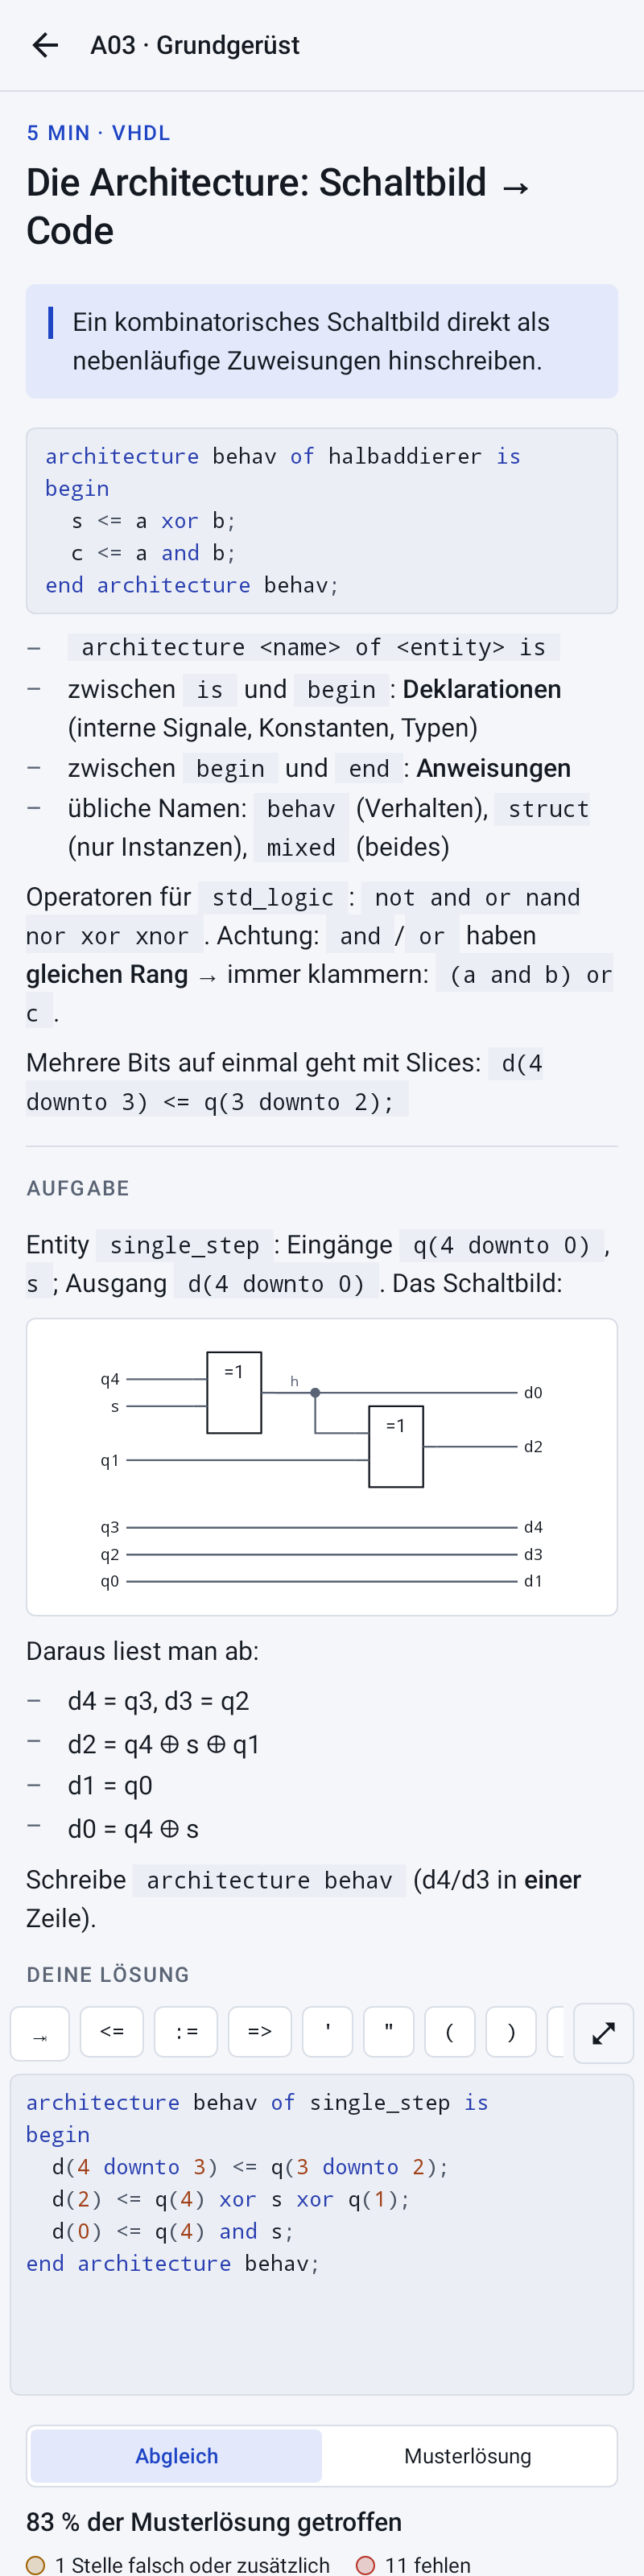 A03 · Grundgerüst
5 MIN · VHDL
Die Architecture: Schaltbild →
Code
Ein kombinatorisches Schaltbild direkt als
nebenläufige Zuweisungen hinschreiben.
architecture behav of halbaddierer is
begin
  s <= a xor b;
  c <= a and b;
end architecture behav;
– architecture <name> of <entity> is
– zwischen is und begin : Deklarationen
(interne Signale, Konstanten, Typen)
– zwischen begin und end : Anweisungen
– übliche Namen: behav (Verhalten), struct
(nur Instanzen), mixed (beides)
Operatoren für std_logic : not and or nand
nor xor xnor . Achtung: and / or haben
gleichen Rang → immer klammern: (a and b) or
c .
Mehrere Bits auf einmal geht mit Slices: d(4
downto 3) <= q(3 downto 2);
AUFGABE
Entity single_step : Eingänge q(4 downto 0) ,
s ; Ausgang d(4 downto 0) . Das Schaltbild:
q4 =1 h d0
s =1
q1 d2
q3 d4
q2 d3
q0 d1
Daraus liest man ab:
– d4 = q3, d3 = q2
– d2 = q4 ⊕ s ⊕ q1
– d1 = q0
– d0 = q4 ⊕ s
Schreibe architecture behav (d4/d3 in einer
Zeile).
DEINE LÖSUNG
→ <= := => ' " ( )
architecture behav of single_step is
begin
  d(4 downto 3) <= q(3 downto 2);
  d(2) <= q(4) xor s xor q(1);
  d(0) <= q(4) and s;
end architecture behav;
Abgleich Musterlösung
83 % der Musterlösung getroffen
1 Stelle falsch oder zusätzlich 11 fehlen